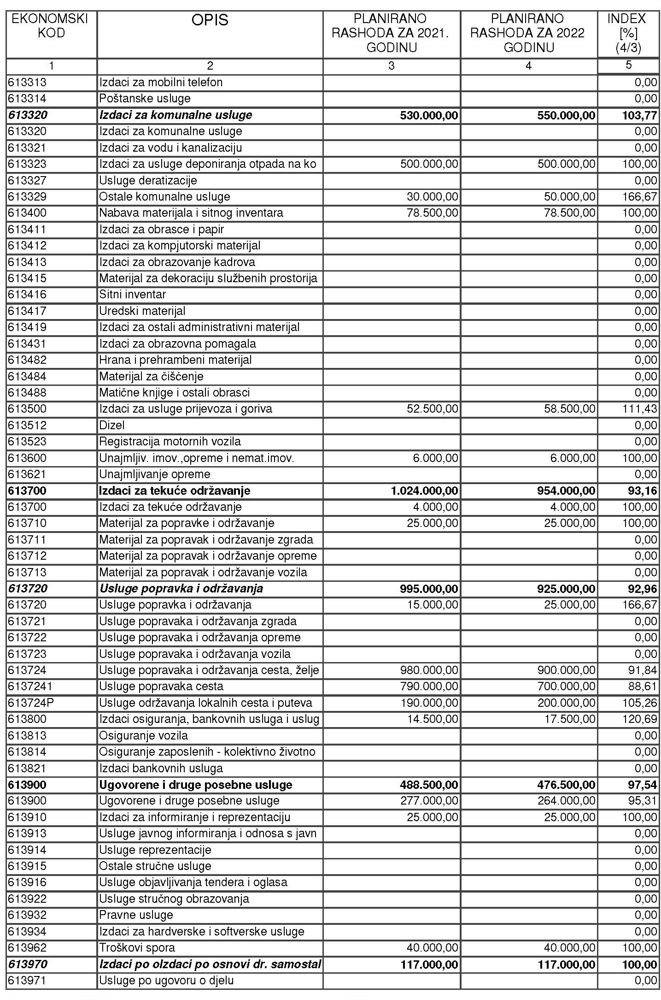 EKONOMSKI KOD OPIS PLANIRANO RASHODA ZA 2021. GODINU PLANIRANO RASHODA ZA 2022 GODINU INDEX [%] (4/3)
1 2 3 4 5
613313 Izdaci za mobilni telefon 0,00
613314 Poštanske usluge 0,00
613320 Izdaci za komunalne usluge 530.000,00 550.000,00 103,77
613320 Izdaci za komunalne usluge 0,00
613321 Izdaci za vodu i kanalizaciju 0,00
613323 Izdaci za usluge deponiranja otpada na ko 500.000,00 500.000,00 100,00
613327 Usluge deratizacije 0,00
613329 Ostale komunalne usluge 30.000,00 50.000,00 166,67
613400 Nabava materijala i sitnog inventara 78.500,00 78.500,00 100,00
613411 Izdaci za obrasce i papir 0,00
613412 Izdaci za kompjutorski materijal 0,00
613413 Izdaci za obrazovanje kadrova 0,00
613415 Materijal za dekoraciju službenih prostorija 0,00
613416 Sitni inventar 0,00
613417 Uredski materijal 0,00
613419 Izdaci za ostali administrativni materijal 0,00
613431 Izdaci za obrazovna pomagala 0,00
613482 Hrana i prehrambeni materijal 0,00
613484 Materijal za čišćenje 0,00
613488 Matične knjige i ostali obrasci 0,00
613500 Izdaci za usluge prijevoza i goriva 52.500,00 58.500,00 111,43
613512 Dizel 0,00
613523 Registracija motornih vozila 0,00
613600 Unajmljiv. imov.,opreme i nemat.imov. 6.000,00 6.000,00 100,00
613621 Unajmljivanje opreme 0,00
613700 Izdaci za tekuće održavanje 1.024.000,00 954.000,00 93,16
613700 Izdaci za tekuće održavanje 4.000,00 4.000,00 100,00
613710 Materijal za popravke i održavanje 25.000,00 25.000,00 100,00
613711 Materijal za popravak i održavanje zgrada 0,00
613712 Materijal za popravak i održavanje opreme 0,00
613713 Materijal za popravak i održavanje vozila 0,00
613720 Usluge popravka i održavanja 995.000,00 925.000,00 92,96
613720 Usluge popravka i održavanja 15.000,00 25.000,00 166,67
613721 Usluge popravaka i održavanja zgrada 0,00
613722 Usluge popravaka i održavanja opreme 0,00
613723 Usluge popravaka i održavanja vozila 0,00
613724 Usluge popravaka i održavanja cesta, želje 980.000,00 900.000,00 91,84
6137241 Usluge popravaka cesta 790.000,00 700.000,00 88,61
613724P Usluge održavanja lokalnih cesta i puteva 190.000,00 200.000,00 105,26
613800 Izdaci osiguranja, bankovnih usluga i uslug 14.500,00 17.500,00 120,69
613813 Osiguranje vozila 0,00
613814 Osiguranje zaposlenih - kolektivno životno 0,00
613821 Izdaci bankovnih usluga 0,00
613900 Ugovorene i druge posebne usluge 488.500,00 476.500,00 97,54
613900 Ugovorene i druge posebne usluge 277.000,00 264.000,00 95,31
613910 Izdaci za informiranje i reprezentaciju 25.000,00 25.000,00 100,00
613913 Usluge javnog informiranja i odnosa s javn 0,00
613914 Usluge reprezentacije 0,00
613915 Ostale stručne usluge 0,00
613916 Usluge objavljivanja tendera i oglasa 0,00
613922 Usluge stručnog obrazovanja 0,00
613932 Pravne usluge 0,00
613934 Izdaci za hardverske i softverske usluge 0,00
613962 Troškovi spora 40.000,00 40.000,00 100,00
613970 Izdaci po oIzdaci po osnovi dr. samostal 117.000,00 117.000,00 100,00
613971 Usluge po ugovoru o djelu 0,00